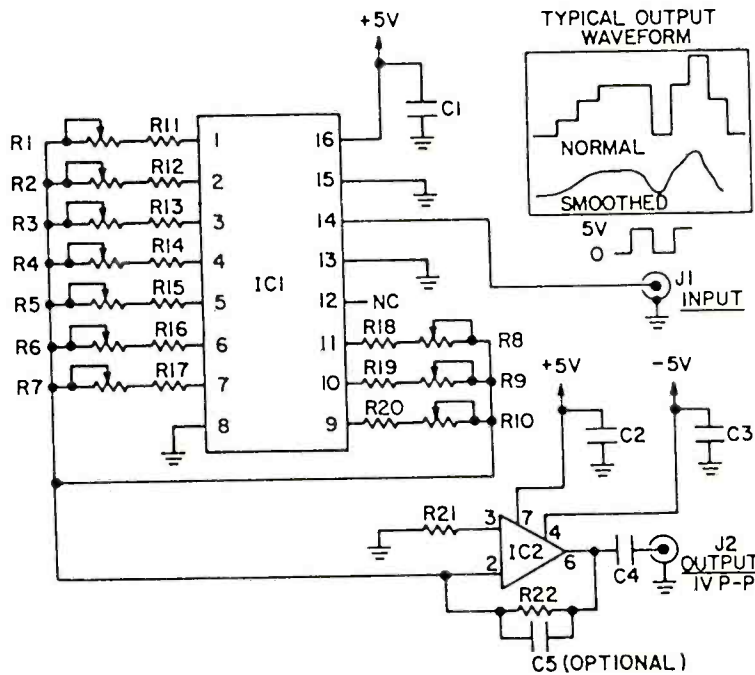 +5V
TYPICAL OUTPUT
WAVEFORM
NORMAL
SMOOTHED
5V
0
C1
R1
R11
1
16
R2
R12
2
15
R3
R13
3
14
R4
R14
4
13
R5
R15
5
IC1
12
NC
R6
R16
6
11
R18
R8
R7
R17
7
10
R19
R9
8
9
R20
R10
J1
INPUT
+5V
-5V
C2
C3
R21
3
7
4
IC2
2
6
C4
J2
OUTPUT
1V P-P
R22
C5 (OPTIONAL)